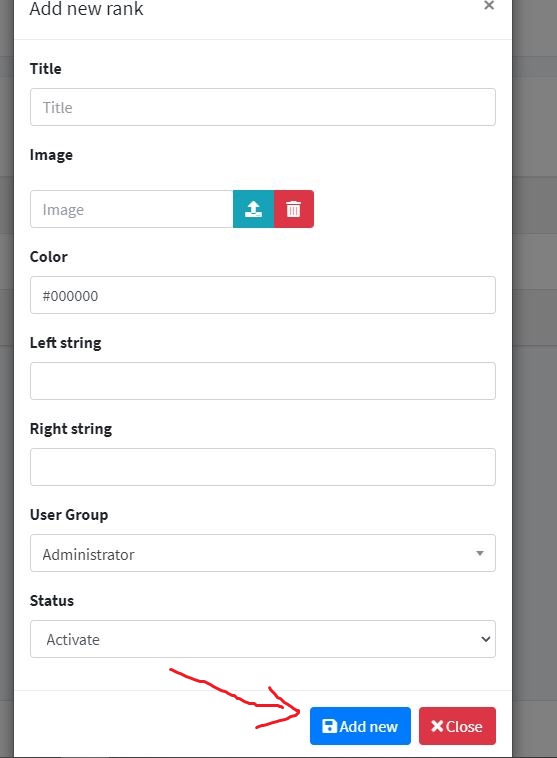 Add new rank ×
Title
Title
Image
Image
Color
#000000
Left string
Right string
User Group
Administrator
Status
Activate
Add new Close